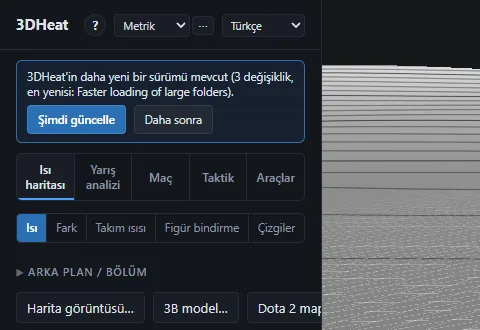 3DHeat ? Metrik ... Türkçe
3DHeat'in daha yeni bir sürümü mevcut (3 değişiklik,
en yenisi: Faster loading of large folders).
Şimdi güncelle Daha sonra
Isı haritası
Yarış analizi
Maç
Taktik
Araçlar
Isı Fark Takım ısısı Figür bindirme Çizgiler
ARKA PLAN / BÖLÜM
Harita görüntüsü... 3B model... Dota 2 map